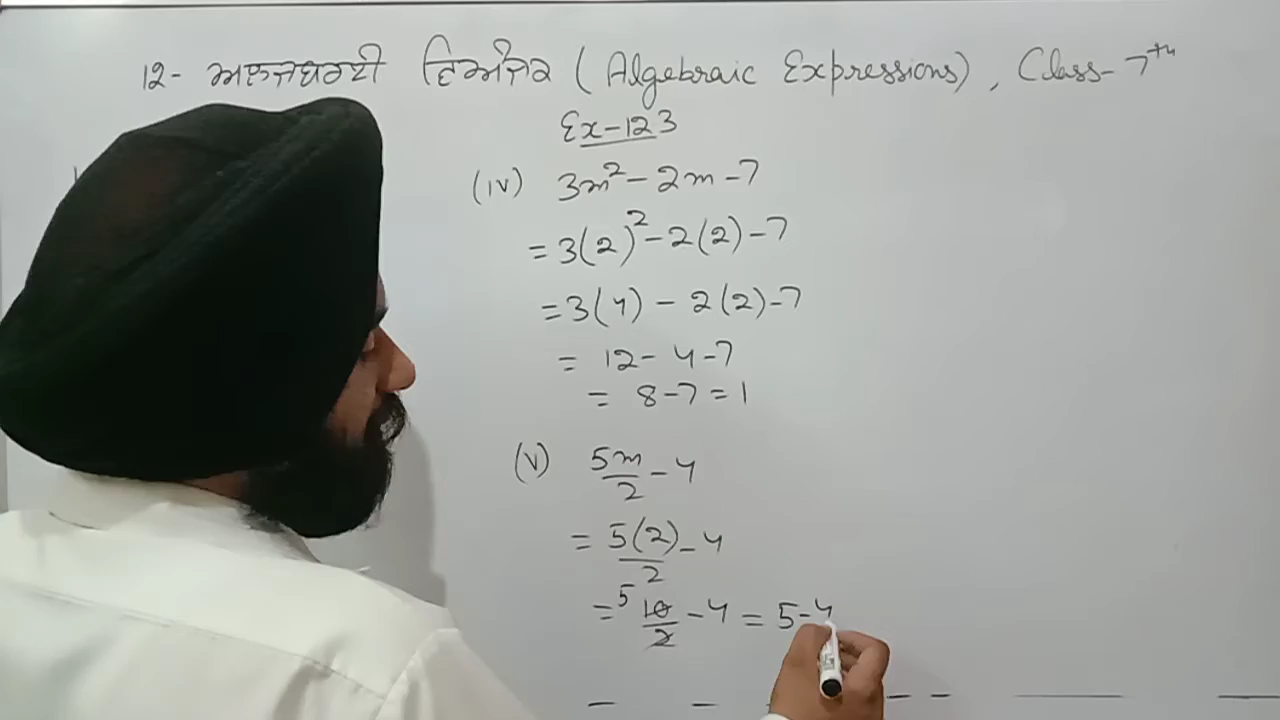 12- ਅਲਜਬਰਈ ਵਿਅੰਜਕ (Algebraic Expressions), Class-7th
Ex-12.3
(iv) 3m²-2m-7
=3(2)²-2(2)-7
=3(4)-2(2)-7
= 12-4-7
= 8-7=1
(v) 5m/2-4
= 5(2)/2-4
=5 10/2-4=5-4